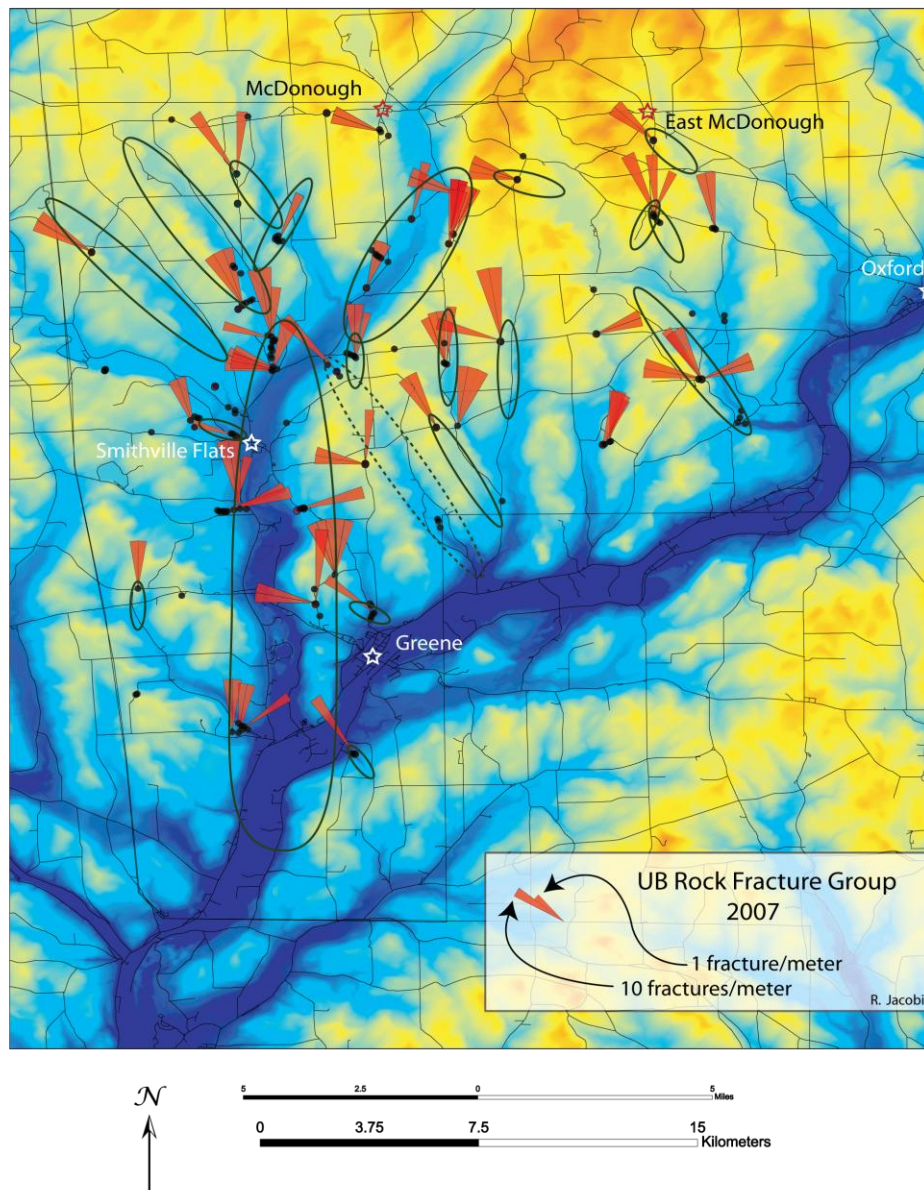 McDonough
East McDonough
Oxford
Smithville Flats
Greene
UB Rock Fracture Group
2007
1 fracture/meter
10 fractures/meter
R. Jacobi
N
5 2.5 0 5
Miles
0 3.75 7.5 15
Kilometers